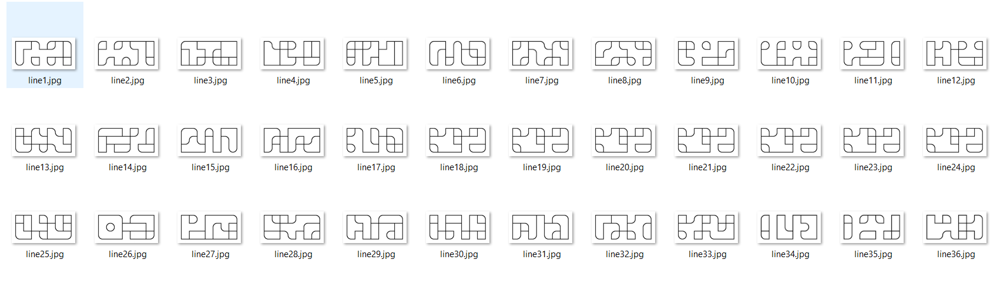 line1.jpg line2.jpg line3.jpg line4.jpg line5.jpg line6.jpg line7.jpg line8.jpg line9.jpg line10.jpg line11.jpg line12.jpg
line13.jpg line14.jpg line15.jpg line16.jpg line17.jpg line18.jpg line19.jpg line20.jpg line21.jpg line22.jpg line23.jpg line24.jpg
line25.jpg line26.jpg line27.jpg line28.jpg line29.jpg line30.jpg line31.jpg line32.jpg line33.jpg line34.jpg line35.jpg line36.jpg